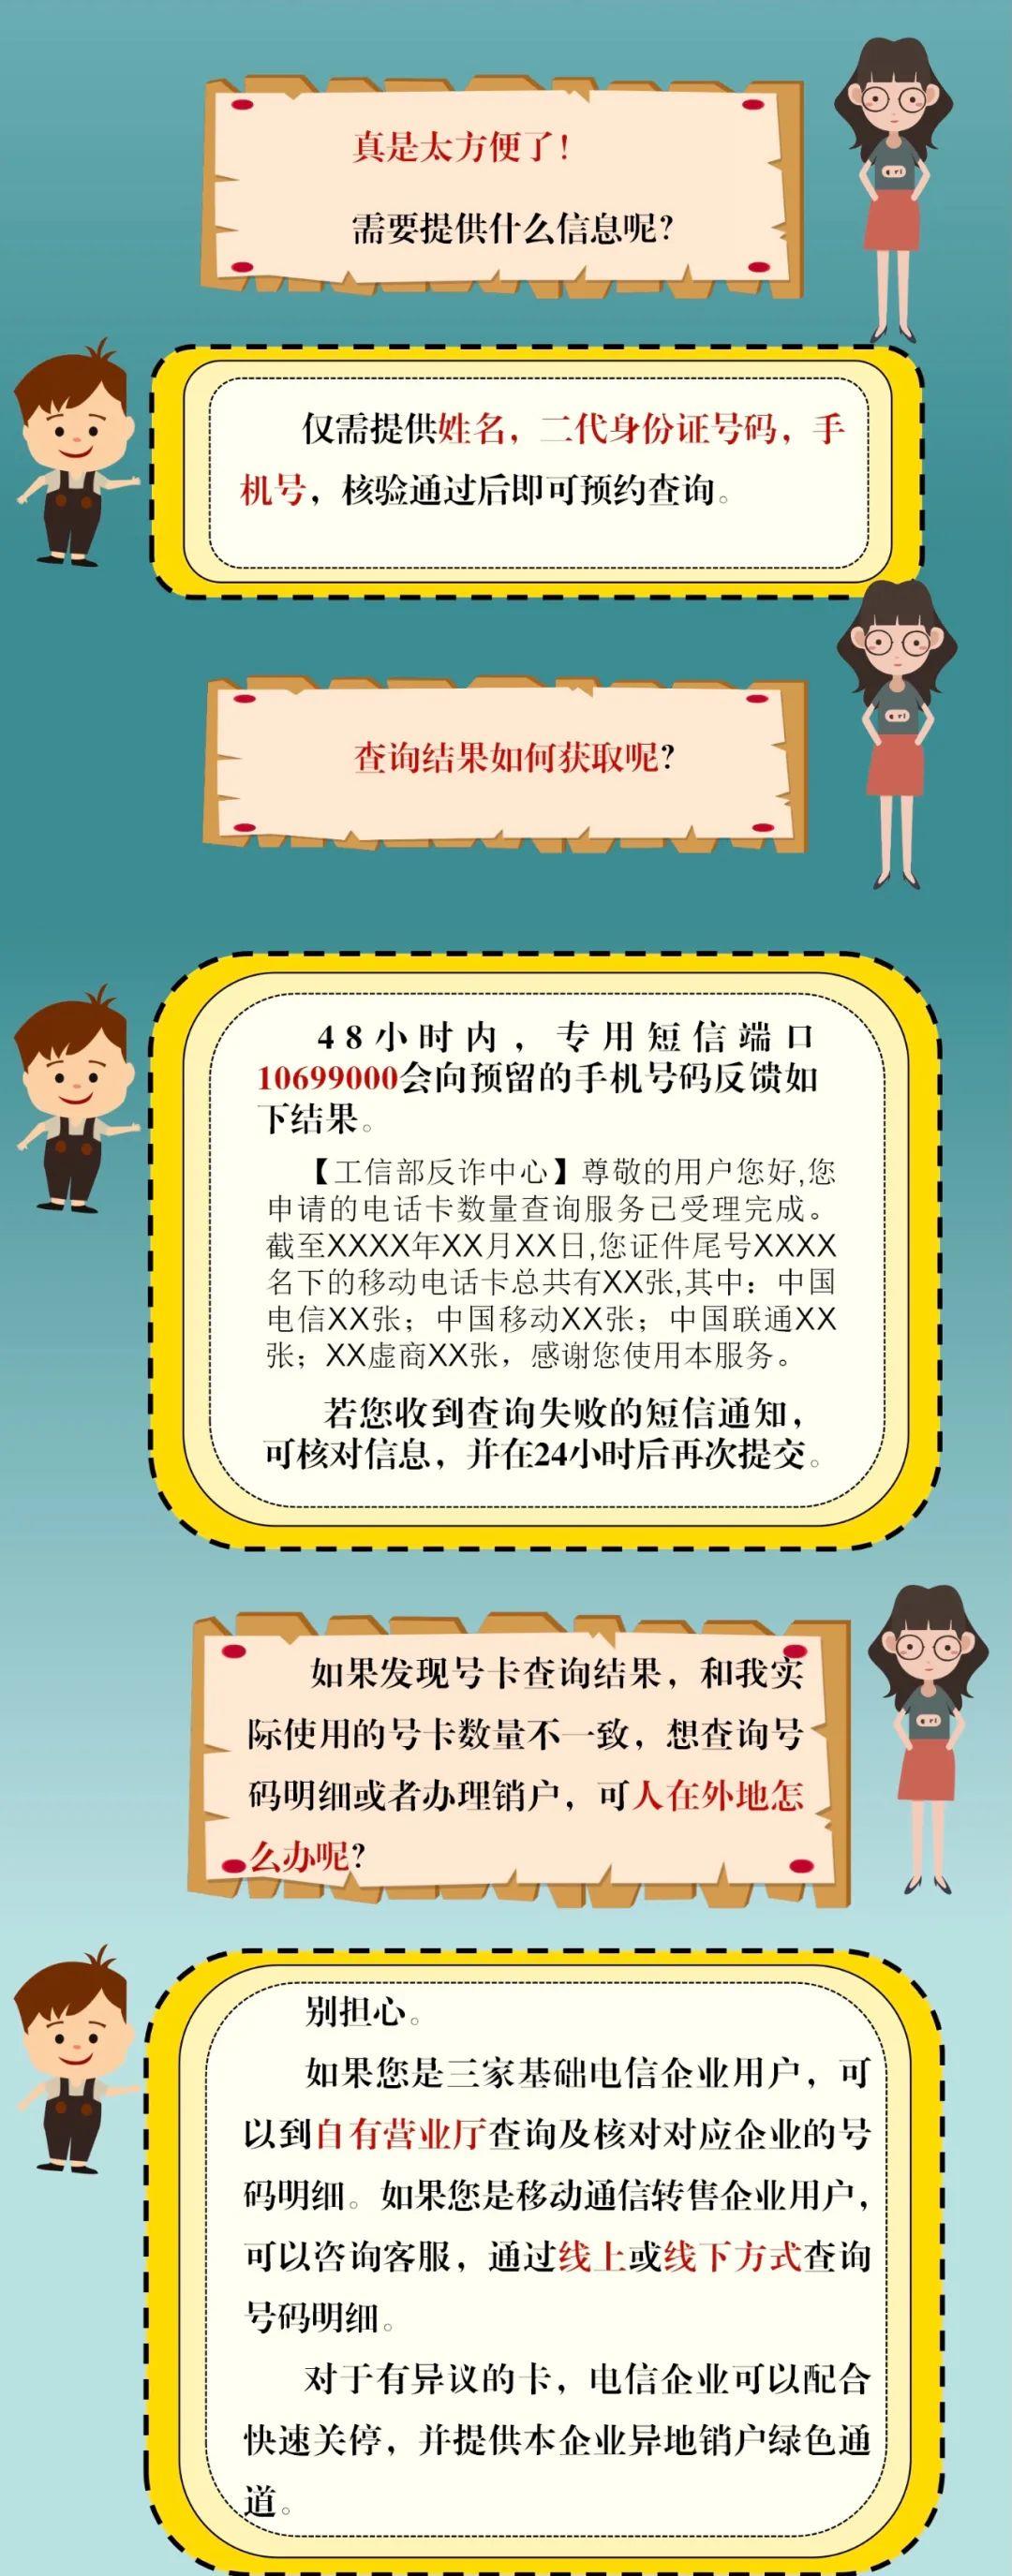 真是太方便了！
需要提供什么信息呢？
仅需提供姓名，二代身份证号码，手
机号，核验通过后即可预约查询。
查询结果如何获取呢？
48小时内，专用短信端口
10699000会向预留的手机号码反馈如
下结果。
【工信部反诈中心】尊敬的用户您好,您
申请的电话卡数量查询服务已受理完成。
截至XXXX年XX月XX日,您证件尾号XXXX
名下的移动电话卡总共有XX张,其中：中国
电信XX张；中国移动XX张；中国联通XX
张；XX虚商XX张，感谢您使用本服务。
若您收到查询失败的短信通知，
可核对信息，并在24小时后再次提交。
如果发现号卡查询结果，和我实
际使用的号卡数量不一致，想查询号
码明细或者办理销户，可人在外地怎
么办呢？
别担心。
如果您是三家基础电信企业用户，可
以到自有营业厅查询及核对对应企业的号
码明细。如果您是移动通信转售企业用户，
可以咨询客服，通过线上或线下方式查询
号码明细。
对于有异议的卡，电信企业可以配合
快速关停，并提供本企业异地销户绿色通
道。